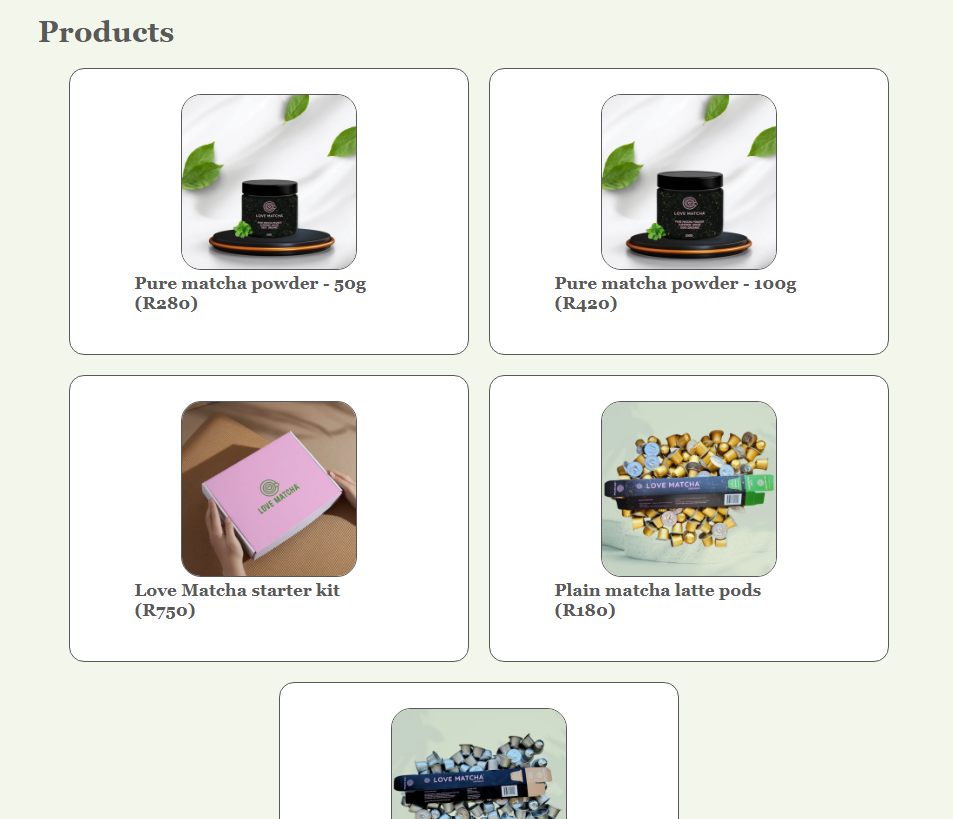 Products
LOVE MATCHA
LOVE MATCHA
Pure matcha powder - 50g
(R280)
Pure matcha powder - 100g
(R420)
LOVE MATCHA
LOVE MATCHA
Love Matcha starter kit
(R750)
Plain matcha latte pods
(R180)
LOVE MATCHA